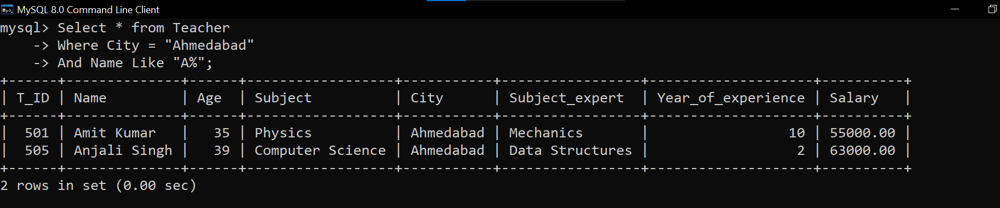 MySQL 8.0 Command Line Client
mysql> Select * from Teacher
    -> Where City = "Ahmedabad"
    -> And Name Like "A%";
+------+--------------+------+------------------+-----------+-----------------+--------------------+----------+
| T_ID | Name         | Age  | Subject          | City      | Subject_expert  | Year_of_experience | Salary   |
+------+--------------+------+------------------+-----------+-----------------+--------------------+----------+
|  501 | Amit Kumar   |   35 | Physics          | Ahmedabad | Mechanics       |                 10 | 55000.00 |
|  505 | Anjali Singh |   39 | Computer Science | Ahmedabad | Data Structures |                  2 | 63000.00 |
+------+--------------+------+------------------+-----------+-----------------+--------------------+----------+
2 rows in set (0.00 sec)